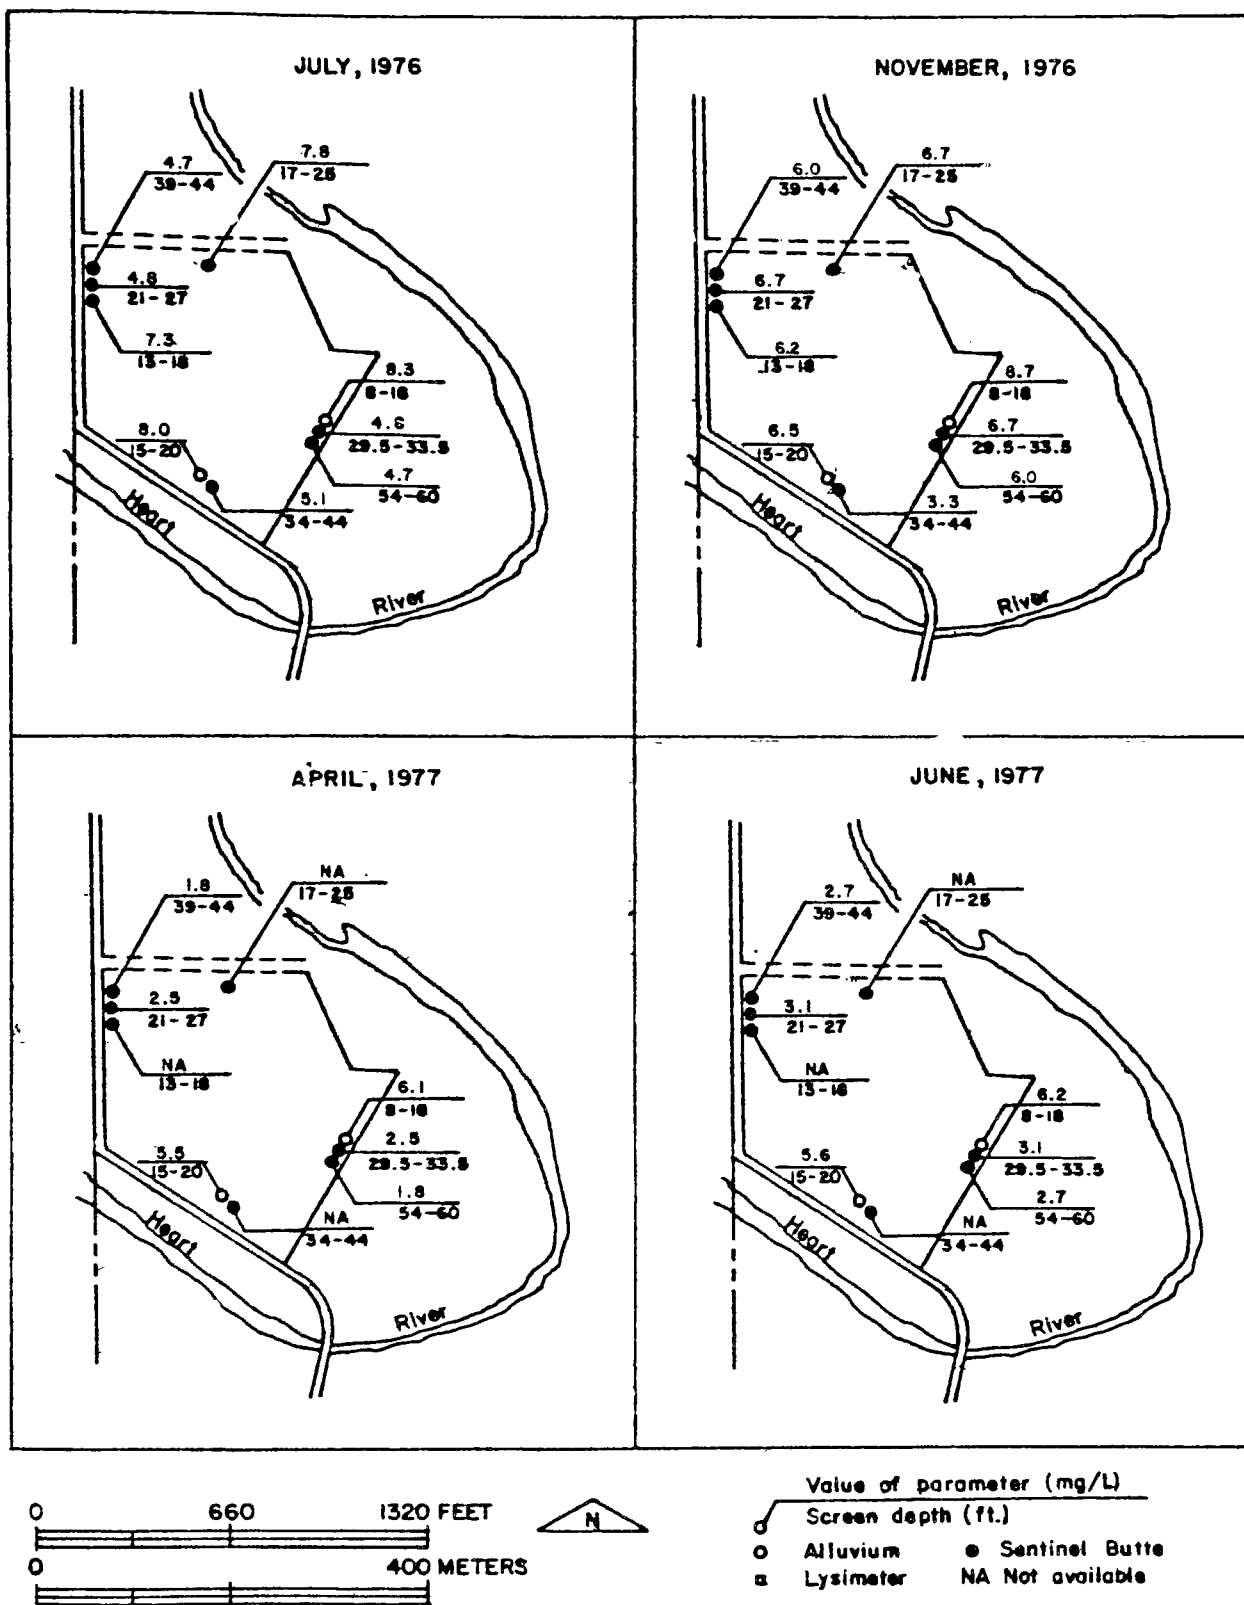 JULY, 1976
4.7
39-44
7.8
17-25
4.8
21-27
7.3
13-18
8.3
8-18
8.0
15-20
29.5-33.5
4.7
54-60
5.1
34-44
Heart
River
NOVEMBER, 1976
6.0
39-44
6.7
17-25
6.7
21-27
6.2
13-18
8.7
8-18
6.5
15-20
6.7
29.5-33.5
6.0
54-60
3.3
34-44
Heart
River
APRIL, 1977
1.8
39-44
NA
17-25
2.5
21-27
NA
13-18
6.1
8-18
5.5
15-20
2.5
29.5-33.5
1.8
54-60
NA
34-44
Heart
River
JUNE, 1977
2.7
39-44
NA
17-25
3.1
21-27
NA
13-18
6.2
8-18
5.6
15-20
3.1
29.5-33.5
2.7
54-60
NA
34-44
Heart
River
0 660 1320 FEET
0 400 METERS
N
Value of parameter (mg/L)
Screen depth (ft.)
Alluvium Sentinel Butte
Lysimeter NA Not available